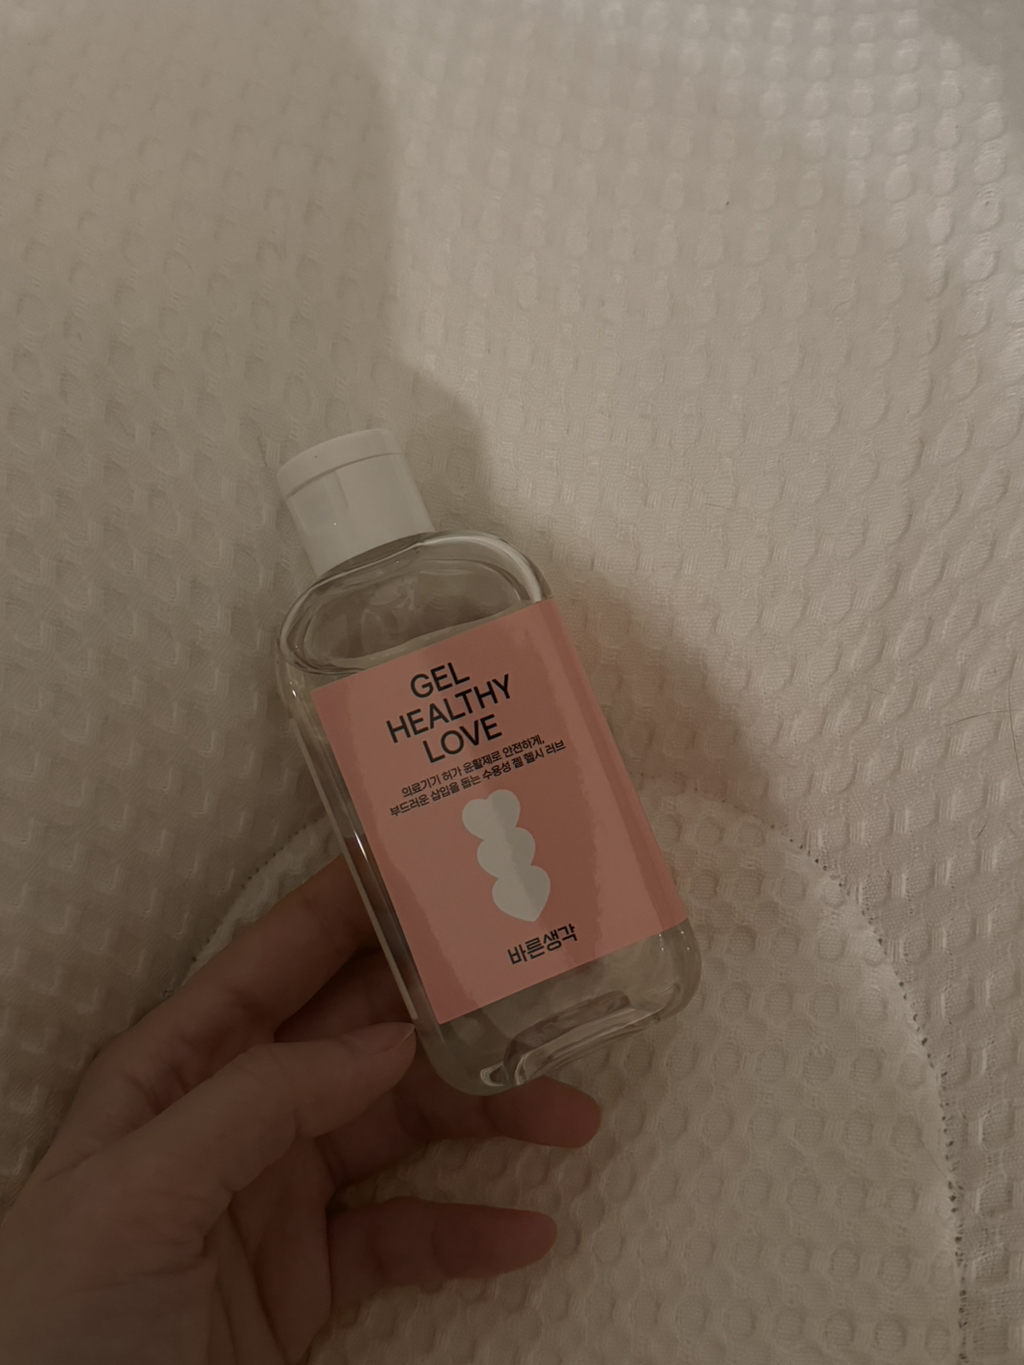 GEL
HEALTHY
LOVE
의료기기 허가 윤활제로 안전하게,
부드러운 삽입을 돕는 수용성 젤 헬시 러브
바른생각